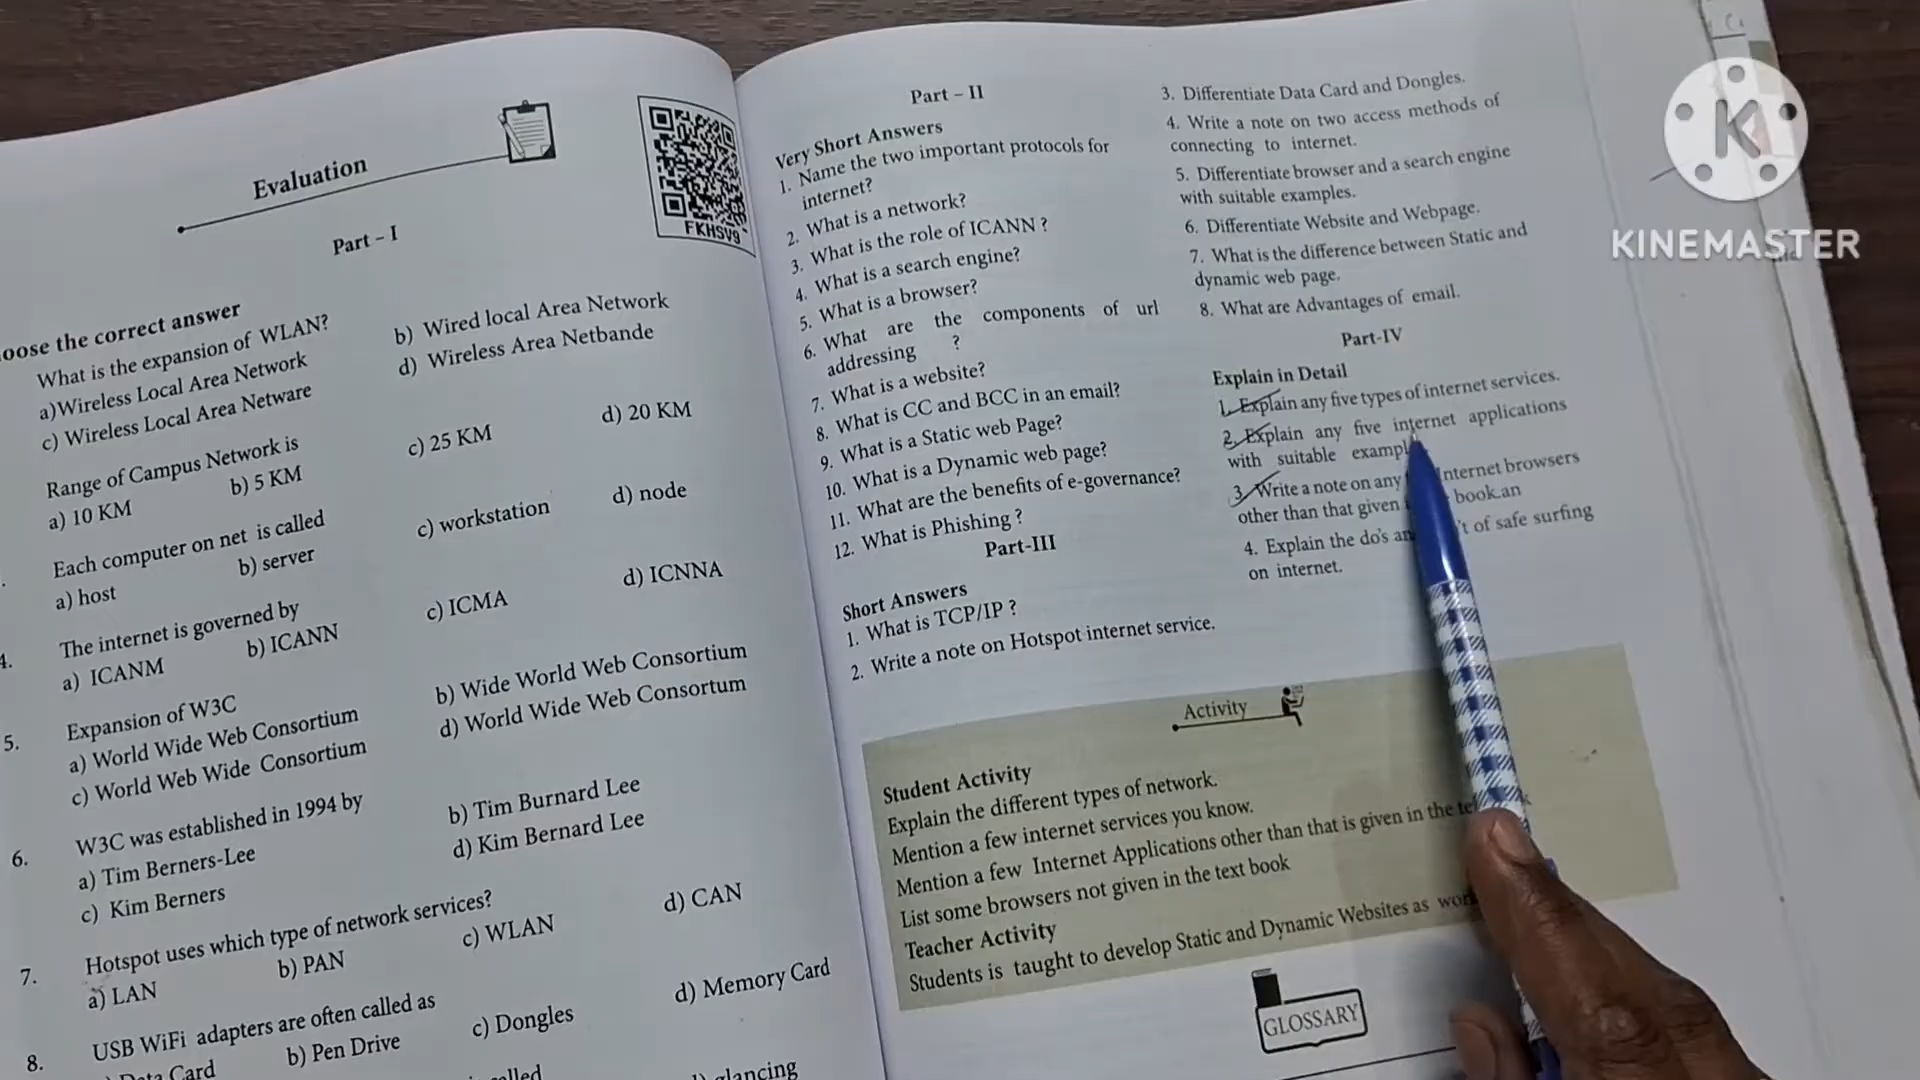 Evaluation
Part – I
FKHSV9
oose the correct answer
What is the expansion of WLAN?
a)Wireless Local Area Network
b) Wired local Area Network
c) Wireless Local Area Netware
d) Wireless Area Netbande
Range of Campus Network is
a) 10 KM
b) 5 KM
c) 25 KM
d) 20 KM
Each computer on net is called
a) host
b) server
c) workstation
d) node
4.
The internet is governed by
a) ICANM
b) ICANN
c) ICMA
d) ICNNA
5.
Expansion of W3C
a) World Wide Web Consortium
b) Wide World Web Consortium
c) World Web Wide Consortium
d) World Wide Web Consortum
6.
W3C was established in 1994 by
a) Tim Berners-Lee
b) Tim Burnard Lee
c) Kim Berners
d) Kim Bernard Lee
7.
Hotspot uses which type of network services?
a) LAN
b) PAN
c) WLAN
d) CAN
8.
USB WiFi adapters are often called as
Data Card
b) Pen Drive
c) Dongles
d) Memory Card
glancing
Part – II
Very Short Answers
1. Name the two important protocols for
internet?
2. What is a network?
3. What is the role of ICANN ?
4. What is a search engine?
5. What is a browser?
6. What are the components of url
addressing ?
7. What is a website?
8. What is CC and BCC in an email?
9. What is a Static web Page?
10. What is a Dynamic web page?
11. What are the benefits of e-governance?
12. What is Phishing ?
Part-III
Short Answers
1. What is TCP/IP ?
2. Write a note on Hotspot internet service.
3. Differentiate Data Card and Dongles.
4. Write a note on two access methods of
connecting to internet.
5. Differentiate browser and a search engine
with suitable examples.
6. Differentiate Website and Webpage.
7. What is the difference between Static and
dynamic web page.
8. What are Advantages of email.
Part-IV
Explain in Detail
1. Explain any five types of internet services.
2. Explain any five internet applications
with suitable exampl
3. Write a note on any Internet browsers
other than that given book.an
4. Explain the do's an 't of safe surfing
on internet.
Activity
Student Activity
Explain the different types of network.
Mention a few internet services you know.
Mention a few Internet Applications other than that is given in the te
List some browsers not given in the text book
Teacher Activity
Students is taught to develop Static and Dynamic Websites as wor
GLOSSARY
K
KINEMASTER